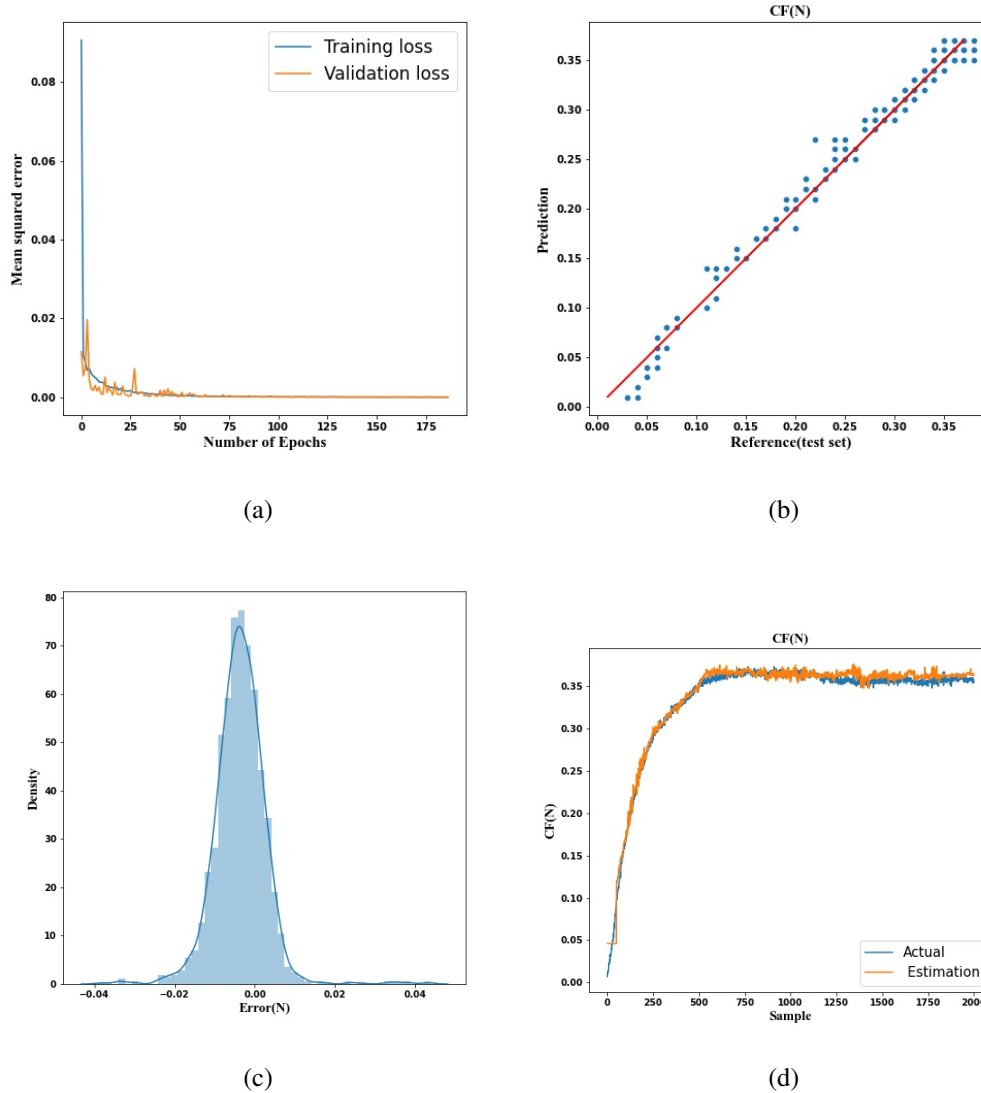 Training loss
Validation loss
0.08
0.06
0.04
0.02
0.00
Mean squared error
0 25 50 75 100 125 150 175
Number of Epochs
(a)
CF(N)
0.35
0.30
0.25
0.20
0.15
0.10
0.05
0.00
Prediction
0.00 0.05 0.10 0.15 0.20 0.25 0.30 0.35
Reference(test set)
(b)
80
70
60
50
40
30
20
10
0
Density
−0.04 −0.02 0.00 0.02 0.04
Error(N)
(c)
CF(N)
0.35
0.30
0.25
0.20
0.15
0.10
0.05
0.00
CF(N)
Actual
Estimation
0 250 500 750 1000 1250 1500 1750 200
Sample
(d)